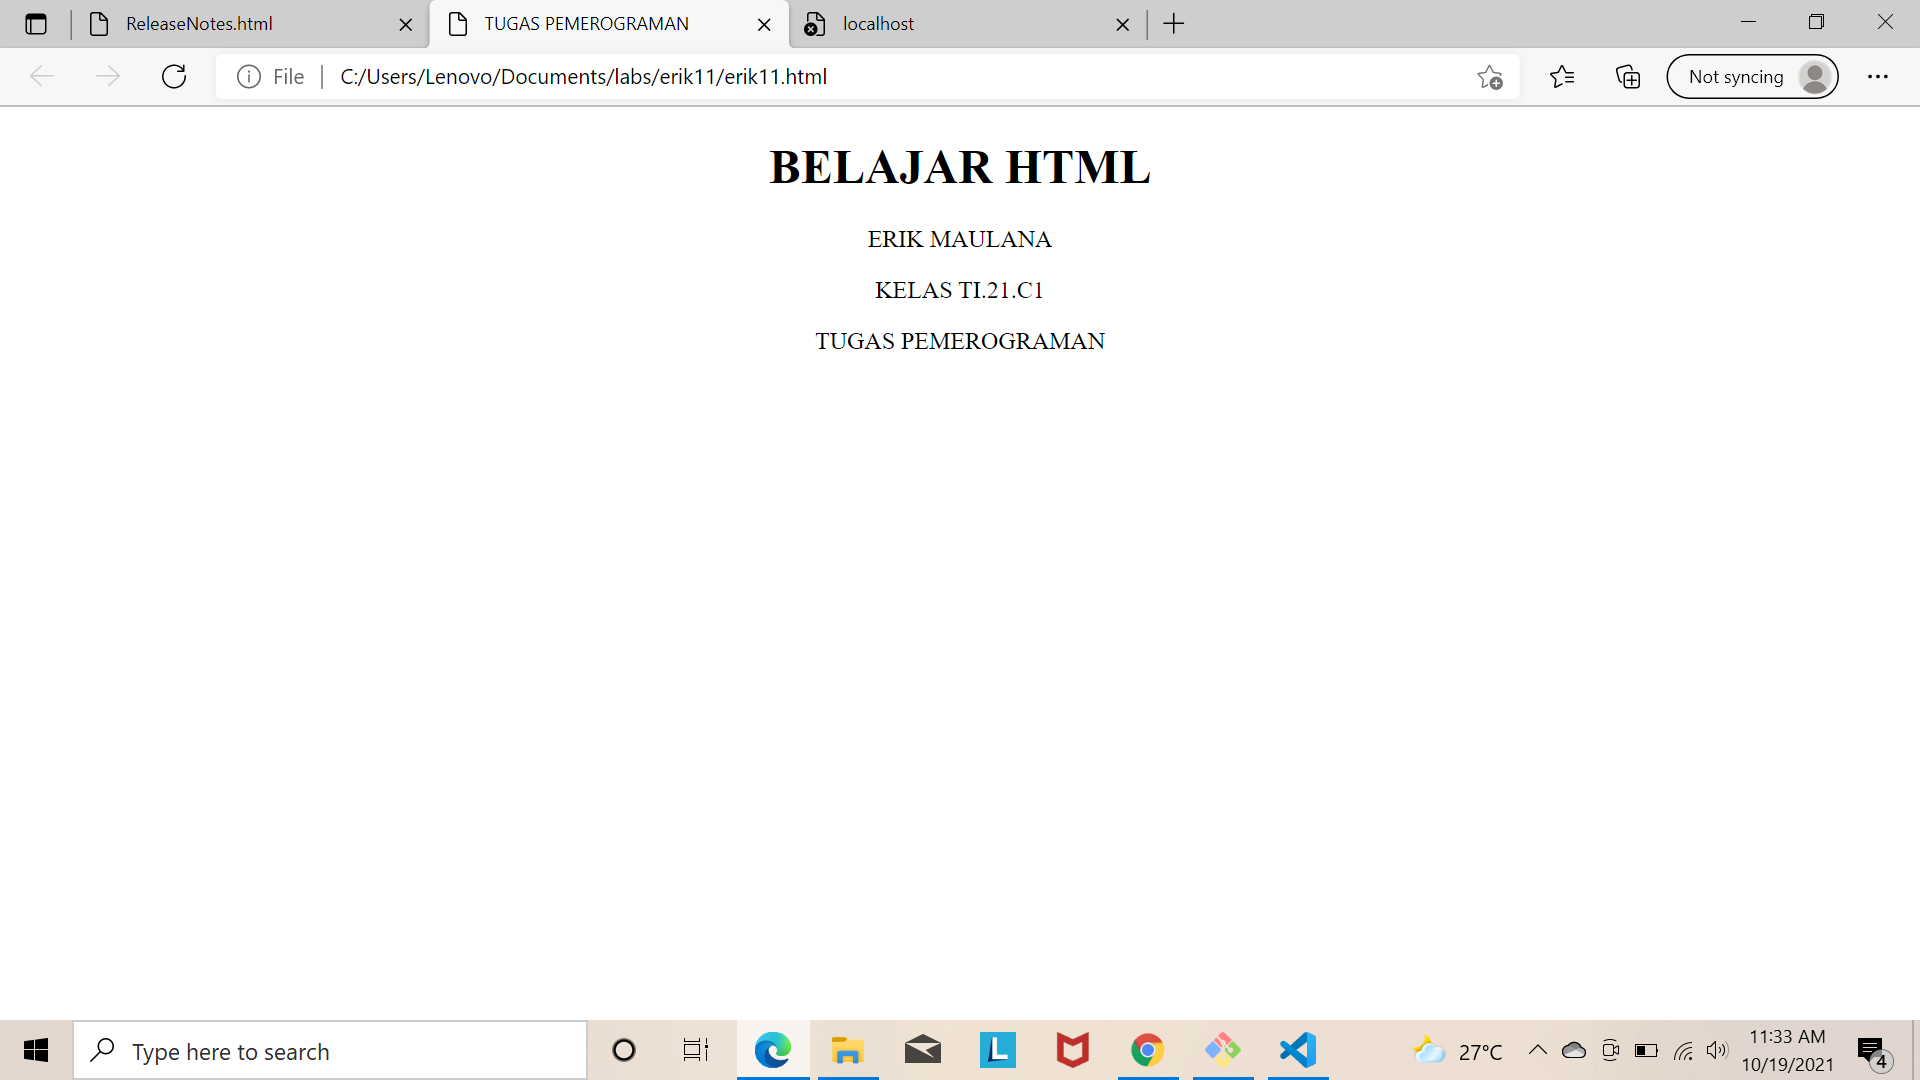 ReleaseNotes.html
TUGAS PEMEROGRAMAN
localhost
File
C:/Users/Lenovo/Documents/labs/erik11/erik11.html
Not syncing
BELAJAR HTML
ERIK MAULANA
KELAS TI.21.C1
TUGAS PEMEROGRAMAN
Type here to search
L
27°C
11:33 AM
10/19/2021
4